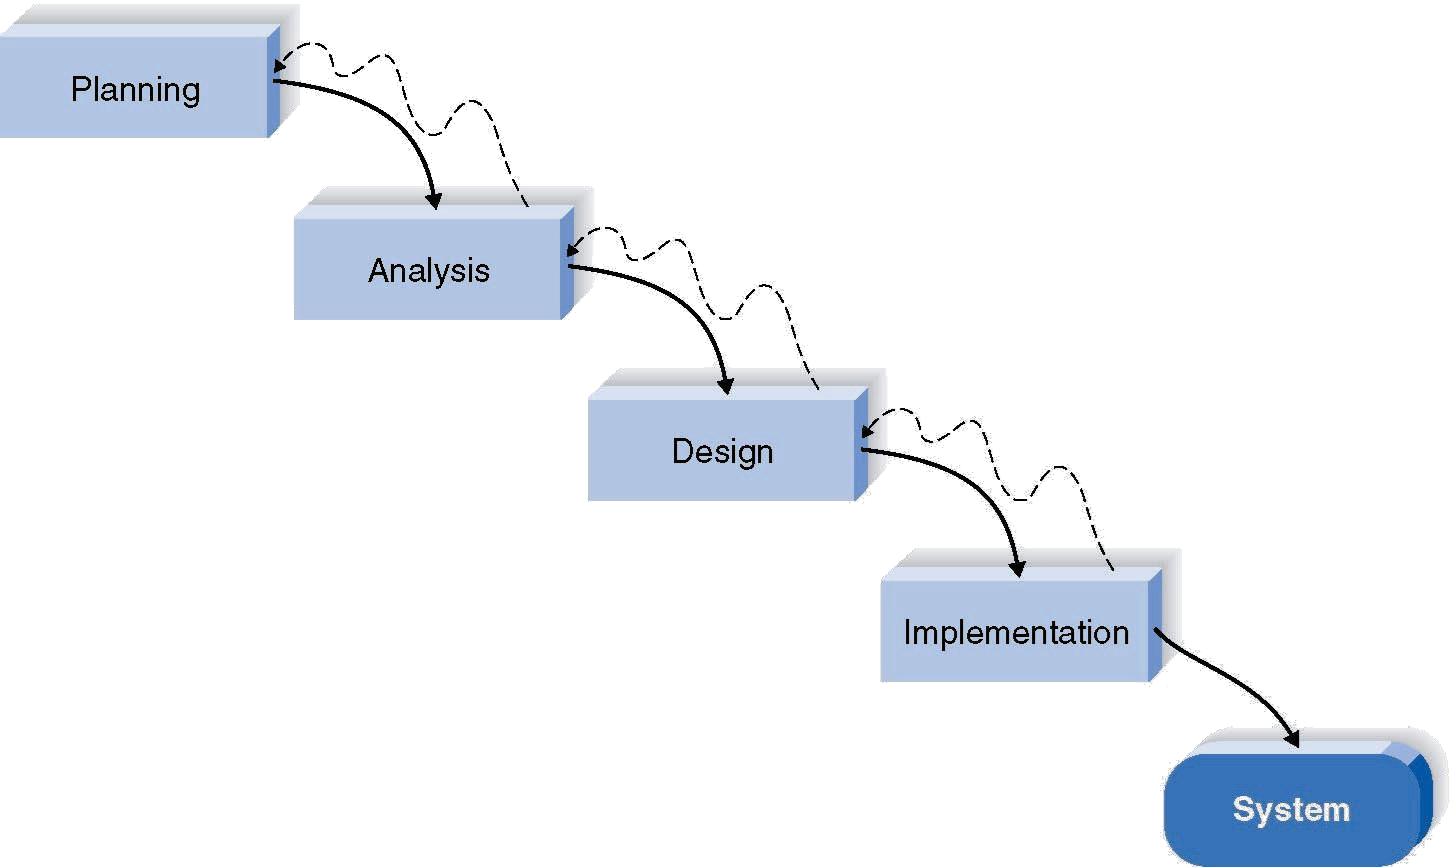 Planning
Analysis
Design
Implementation
System